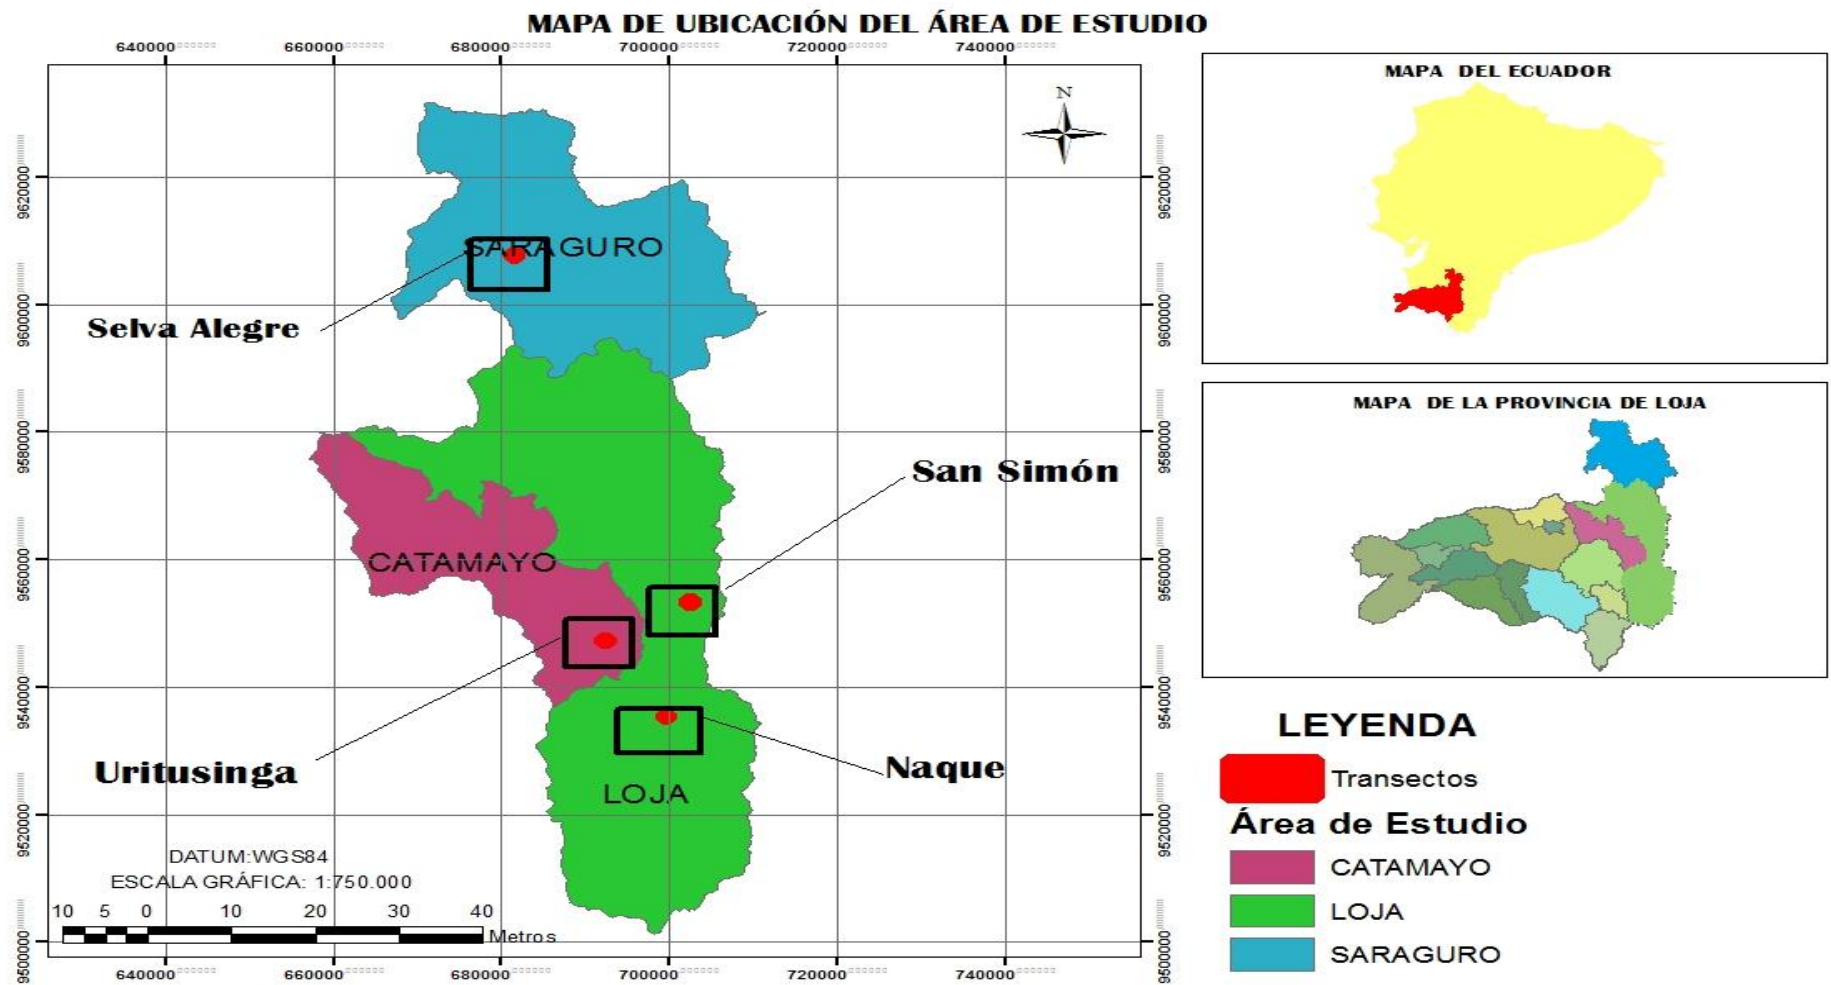 MAPA DE UBICACIÓN DEL ÁREA DE ESTUDIO
640000 660000 680000 700000 720000 740000
N
9620000
9620000
SARAGURO
9600000
9600000
Selva Alegre
9580000
9580000
San Simón
CATAMAYO
9560000
9560000
9540000
9540000
Uritusinga
Naque
LOJA
9520000
9520000
DATUM:WGS84
ESCALA GRÁFICA: 1:750.000
10 5 0 10 20 30 40
Metros
9500000
9500000
640000 660000 680000 700000 720000 740000
MAPA DEL ECUADOR
MAPA DE LA PROVINCIA DE LOJA
LEYENDA
Transectos
Área de Estudio
CATAMAYO
LOJA
SARAGURO